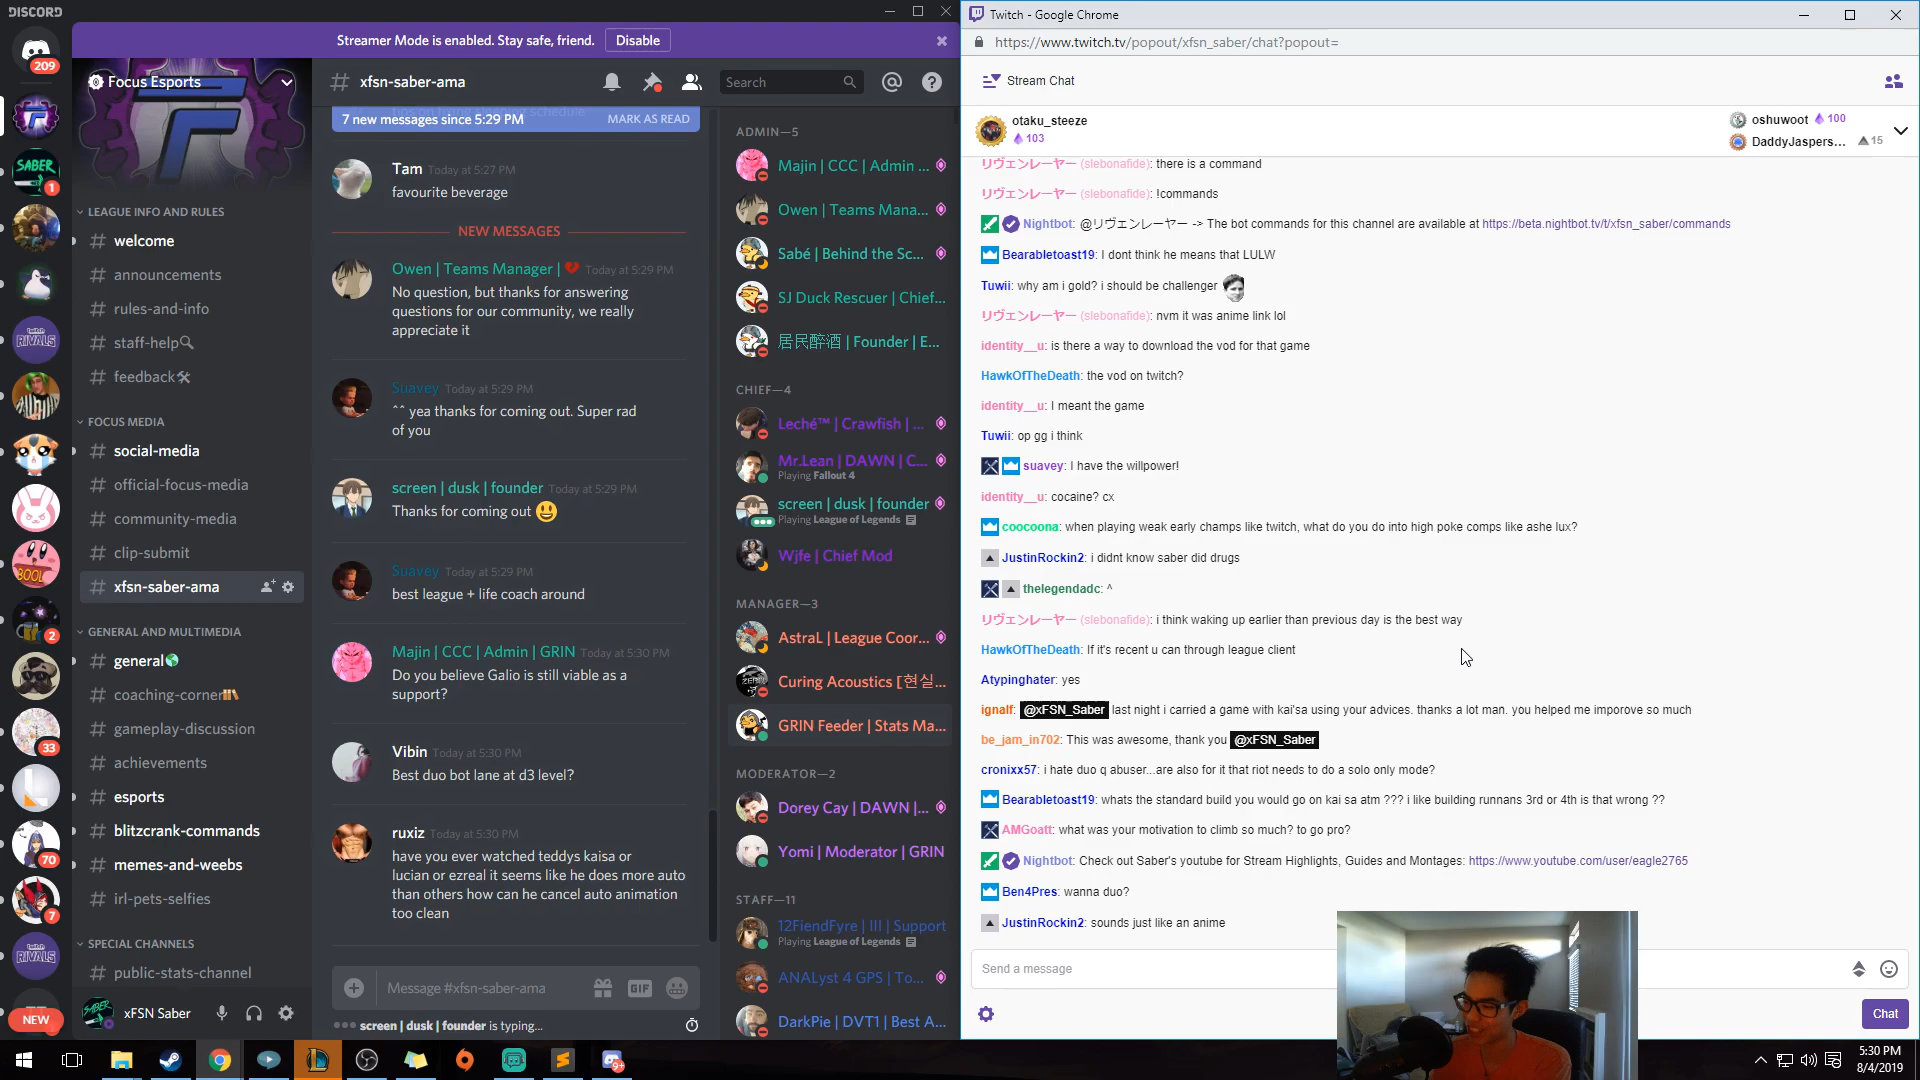 DISCORD
Streamer Mode is enabled. Stay safe, friend.
Disable
209
1
33
2
70
7
NEW
Focus Esports
LEAGUE INFO AND RULES
# welcome
# announcements
# rules-and-info
# staff-help🔍
# feedback🛠
FOCUS MEDIA
# social-media
# official-focus-media
# community-media
# clip-submit
# xfsn-saber-ama
GENERAL AND MULTIMEDIA
# general🌎
# coaching-corner
# gameplay-discussion
# achievements
# esports
# blitzcrank-commands
# memes-and-weebs
# irl-pets-selfies
SPECIAL CHANNELS
# public-stats-channel
xFSN Saber
# xfsn-saber-ama
Search
7 new messages since 5:29 PM
MARK AS READ
Tam Today at 5:27 PM
favourite beverage
NEW MESSAGES
Owen | Teams Manager | 💔 Today at 5:29 PM
No question, but thanks for answering
questions for our community, we really
appreciate it
Suavey Today at 5:29 PM
^^ yea thanks for coming out. Super rad
of you
screen | dusk | founder Today at 5:29 PM
Thanks for coming out 😃
Suavey Today at 5:29 PM
best league + life coach around
Majin | CCC | Admin | GRIN Today at 5:30 PM
Do you believe Galio is still viable as a
support?
Vibin Today at 5:30 PM
Best duo bot lane at d3 level?
ruxiz Today at 5:30 PM
have you ever watched teddys kaisa or
lucian or ezreal it seems like he does more auto
than others how can he cancel auto animation
too clean
Message #xfsn-saber-ama
GIF
screen | dusk | founder is typing...
ADMIN—5
Majin | CCC | Admin ...
Owen | Teams Mana...
Sabé | Behind the Sc...
SJ Duck Rescuer | Chief...
居民醉酒 | Founder | E...
CHIEF—4
Leché™ | Crawfish | ...
Mr.Lean | DAWN | C...
Playing Fallout 4
screen | dusk | founder
Playing League of Legends
Wjfe | Chief Mod
MANAGER—3
AstraL | League Coor...
Curing Acoustics [현실...
GRIN Feeder | Stats Ma...
MODERATOR—2
Dorey Cay | DAWN |...
Yomi | Moderator | GRIN
STAFF—11
12FiendFyre | III | Support
Playing League of Legends
ANALyst 4 GPS | To...
DarkPie | DVT1 | Best A...
Twitch - Google Chrome
https://www.twitch.tv/popout/xfsn_saber/chat?popout=
Stream Chat
otaku_steeze
103
oshuwoot 100
DaddyJaspers... 15
リヴェンレーヤー (slebonafide): there is a command
リヴェンレーヤー (slebonafide): !commands
Nightbot: @リヴェンレーヤー -> The bot commands for this channel are available at https://beta.nightbot.tv/t/xfsn_saber/commands
Bearabletoast19: I dont think he means that LULW
Tuwii: why am i gold? i should be challenger
リヴェンレーヤー (slebonafide): nvm it was anime link lol
identity__u: is there a way to download the vod for that game
HawkOfTheDeath: the vod on twitch?
identity__u: I meant the game
Tuwii: op gg i think
suavey: I have the willpower!
identity__u: cocaine? cx
coocoona: when playing weak early champs like twitch, what do you do into high poke comps like ashe lux?
JustinRockin2: i didnt know saber did drugs
thelegendadc: ^
リヴェンレーヤー (slebonafide): i think waking up earlier than previous day is the best way
HawkOfTheDeath: If it's recent u can through league client
Atypinghater: yes
ignalf: @xFSN_Saber last night i carried a game with kai'sa using your advices. thanks a lot man. you helped me imporove so much
be_jam_in702: This was awesome, thank you @xFSN_Saber
cronixx57: i hate duo q abuser...are also for it that riot needs to do a solo only mode?
Bearabletoast19: whats the standard build you would go on kai sa atm ??? i like building runnans 3rd or 4th is that wrong ??
AMGoatt: what was your motivation to climb so much? to go pro?
Nightbot: Check out Saber's youtube for Stream Highlights, Guides and Montages: https://www.youtube.com/user/eagle2765
Ben4Pres: wanna duo?
JustinRockin2: sounds just like an anime
Send a message
Chat
5:30 PM
8/4/2019